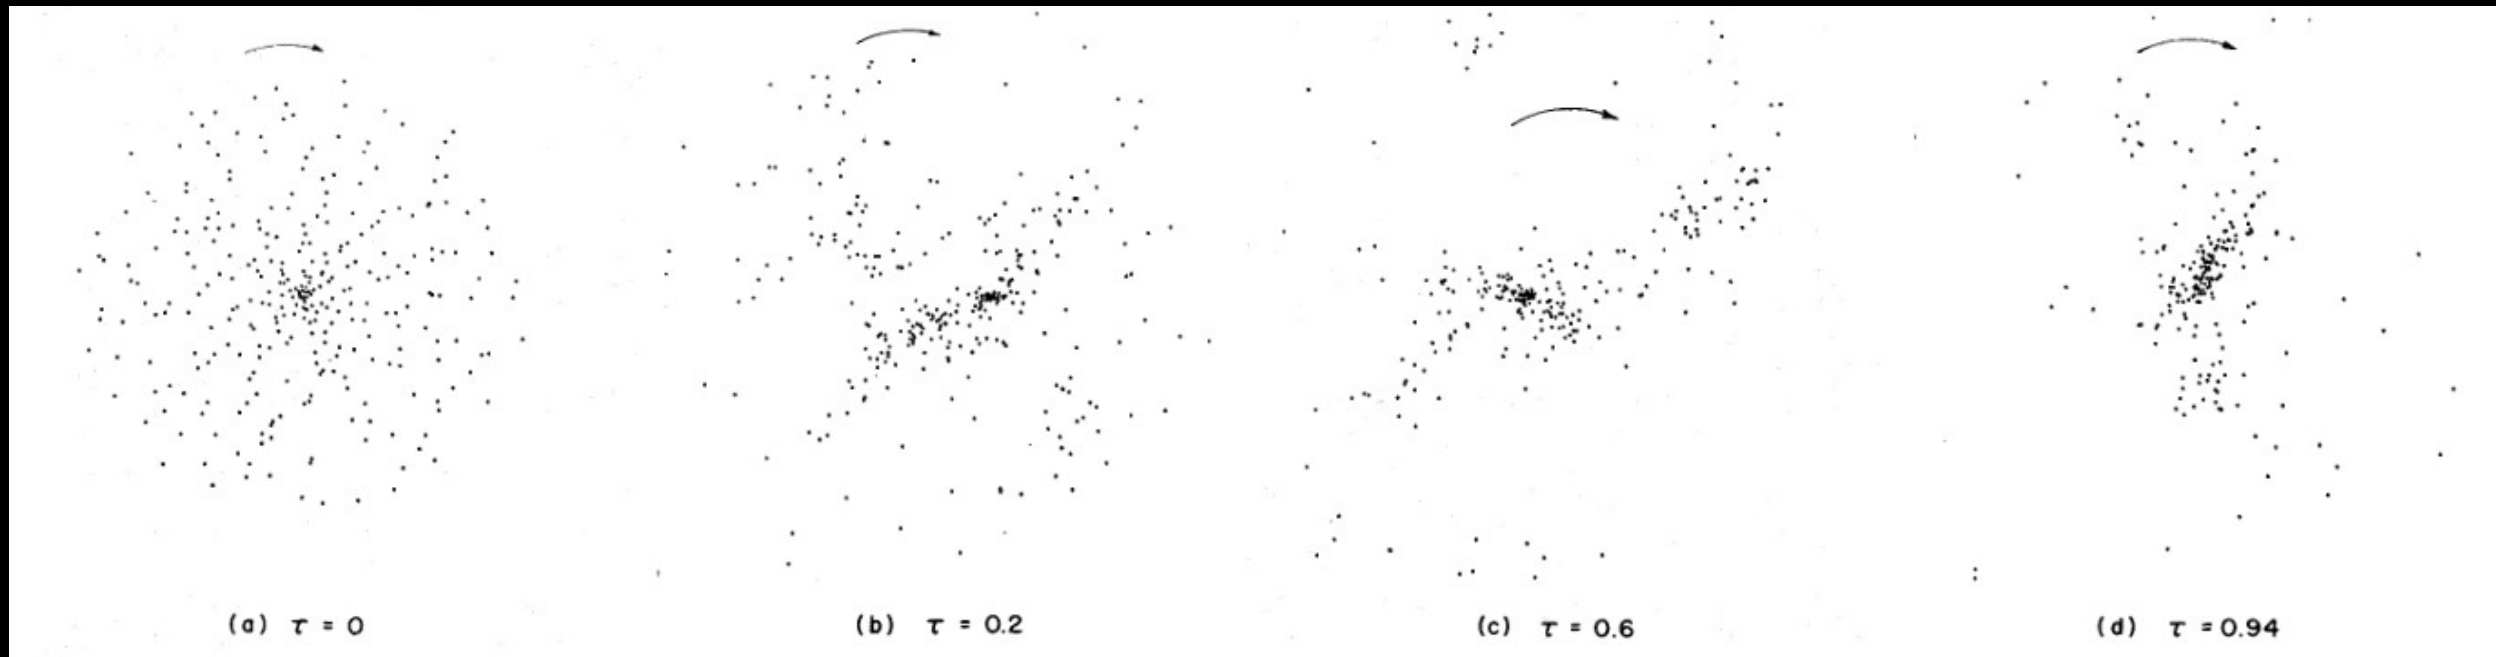 (a) τ = 0
(b) τ = 0.2
(c) τ = 0.6
(d) τ = 0.94